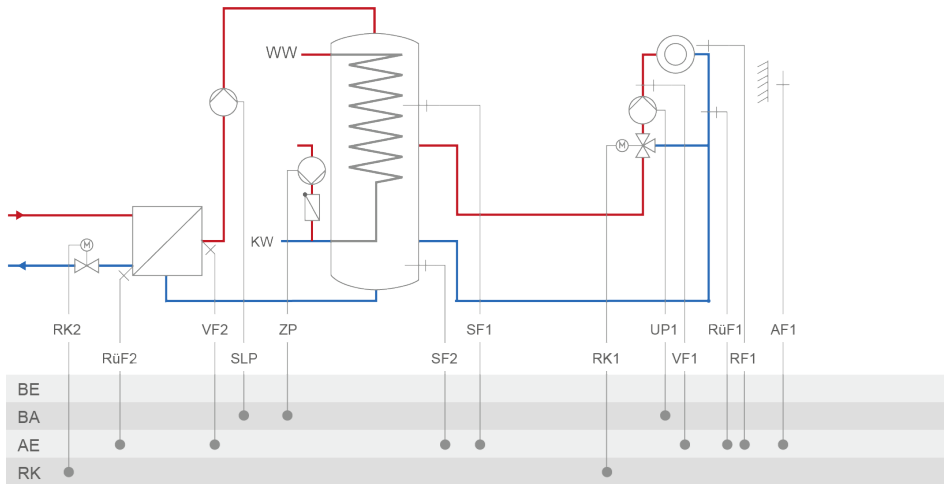 WW
M
KW
M
RK2 VF2 ZP SF1 UP1 RüF1 AF1
RüF2 SLP SF2 RK1 VF1 RF1
BE
BA
AE
RK